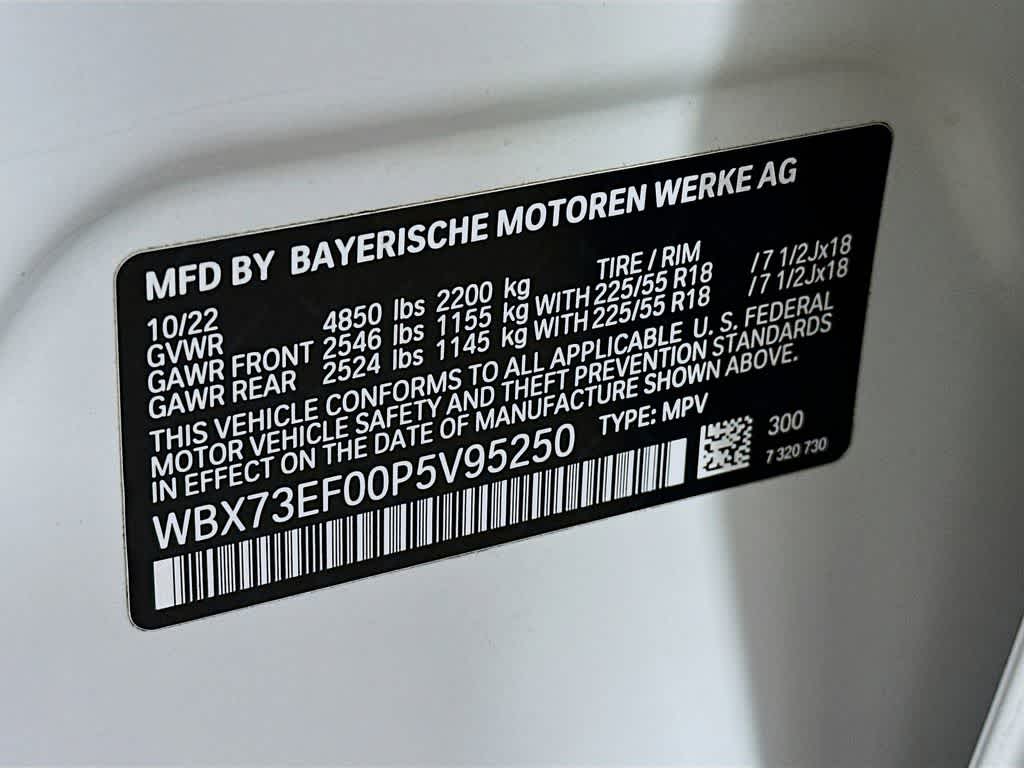 MFD BY BAYERISCHE MOTOREN WERKE AG
10/22 TIRE / RIM
GVWR 4850 lbs 2200 kg
GAWR FRONT 2546 lbs 1155 kg WITH 225/55 R18 /7 1/2Jx18
GAWR REAR 2524 lbs 1145 kg WITH 225/55 R18 /7 1/2Jx18
THIS VEHICLE CONFORMS TO ALL APPLICABLE U. S. FEDERAL
MOTOR VEHICLE SAFETY AND THEFT PREVENTION STANDARDS
IN EFFECT ON THE DATE OF MANUFACTURE SHOWN ABOVE.
WBX73EF00P5V95250 TYPE: MPV
300
7 320 730